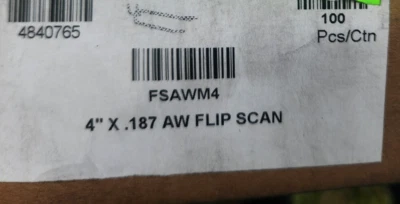 4840765
100
Pcs/Ctn
FSAWM4
4" X .187 AW FLIP SCAN